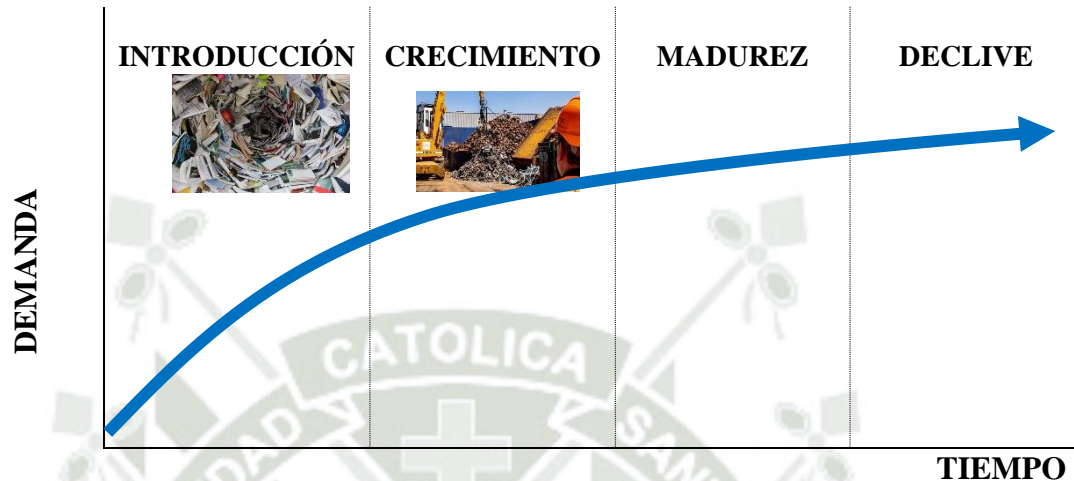 INTRODUCCIÓN
CRECIMIENTO
MADUREZ
DECLIVE
DEMANDA
CATOLICA
TIEMPO